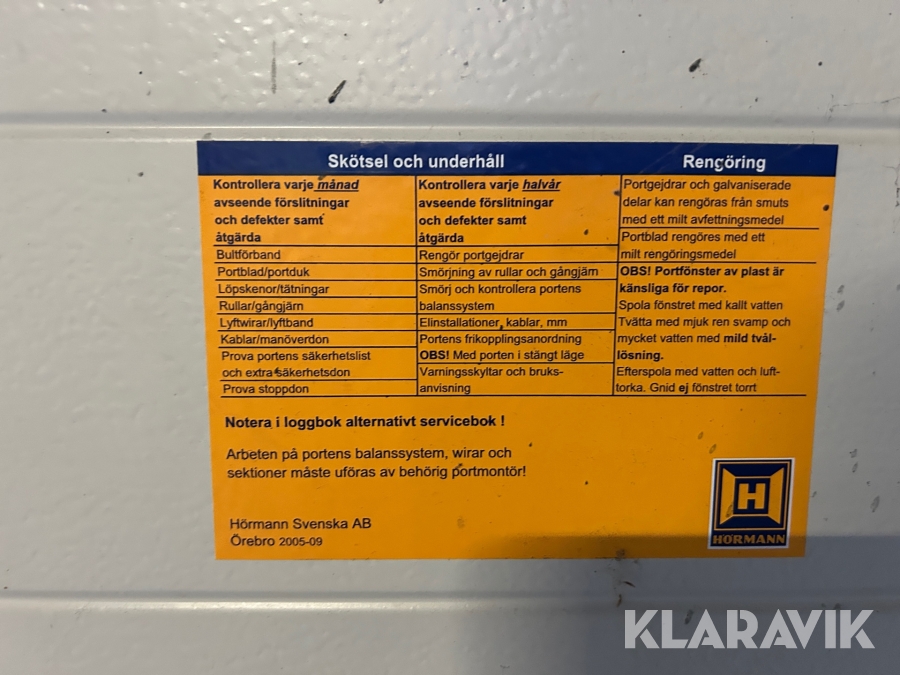 Skötsel och underhåll
Rengöring
Kontrollera varje månad
avseende förslitningar
och defekter samt
åtgärda
Bultförband
Portblad/portduk
Löpskenor/tätningar
Rullar/gångjärn
Lyftwirar/lyftband
Kablar/manöverdon
Prova portens säkerhetslist
och extra säkerhetsdon
Prova stoppdon
Kontrollera varje halvår
avseende förslitningar
och defekter samt
åtgärda
Rengör portgejdrar
Smörjning av rullar och gångjäm
Smörj och kontrollera portens
balanssystem
Elinstallationer, kablar, mm
Portens frikopplingsanordning
OBS! Med porten i stängt läge
Varningsskyltar och bruks-
anvisning
Portgejdrar och galvaniserade
delar kan rengöras från smuts
med ett milt avfettningsmedel
Portblad rengöres med ett
milt rengöringsmedel
OBS! Portfönster av plast är
känsliga för repor.
Spola fönstret med kallt vatten
Tvätta med mjuk ren svamp och
mycket vatten med mild tvål-
lösning.
Efterspola med vatten och luft-
torka. Gnid ej fönstret torrt
Notera i loggbok alternativt servicebok !
Arbeten på portens balanssystem, wirar och
sektioner måste uföras av behörig portmontör!
Hörmann Svenska AB
Örebro 2005-09
H
HÖRMANN
KLARAVIK